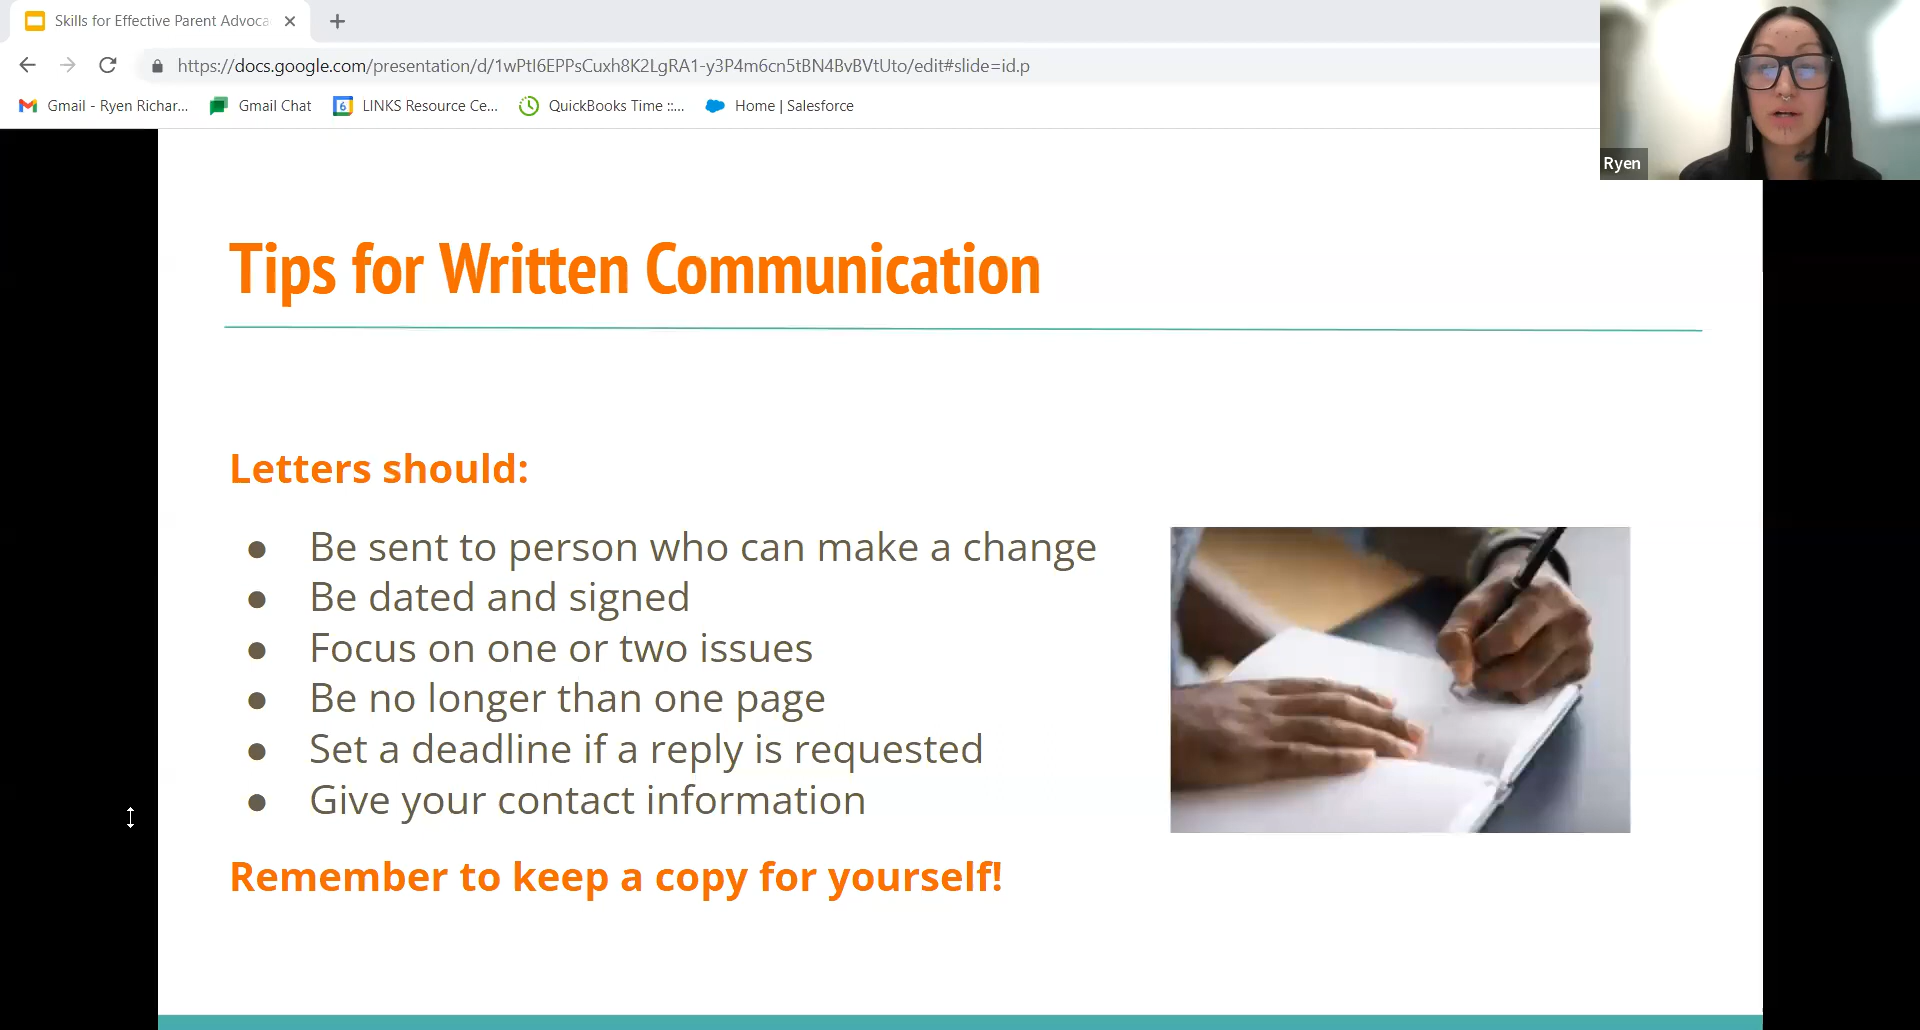 Skills for Effective Parent Advoca
https://docs.google.com/presentation/d/1wPtI6EPPsCuxh8K2LgRA1-y3P4m6cn5tBN4BvBVtUto/edit#slide=id.p
Gmail - Ryen Richar... Gmail Chat 6 LINKS Resource Ce... QuickBooks Time ::... Home | Salesforce
Ryen
Tips for Written Communication
Letters should:
● Be sent to person who can make a change
● Be dated and signed
● Focus on one or two issues
● Be no longer than one page
● Set a deadline if a reply is requested
● Give your contact information
Remember to keep a copy for yourself!